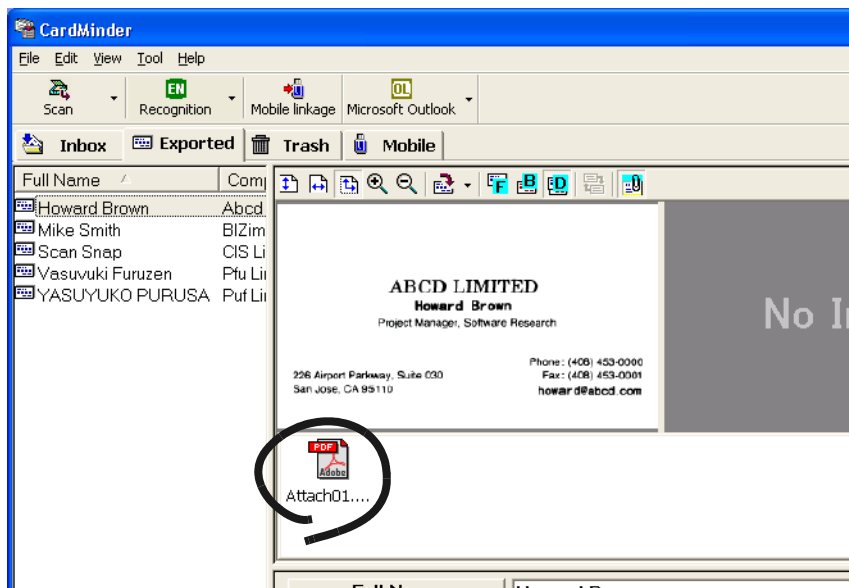 CardMinder
File Edit View Tool Help
EN OL
Scan Recognition Mobile linkage Microsoft Outlook
Inbox Exported Trash Mobile
Full Name Comp
Howard Brown Abcd
Mike Smith BIZim
Scan Snap CIS Li
Vasuvuki Furuzen Pfu Lir
YASUYUKO PURUSA Puf Lir
F B D
ABCD LIMITED
Howard Brown
Project Manager, Software Research
226 Airport Parkway, Suite 030
San Jose, CA 95110
Phone: (408) 453-0000
Fax: (408) 453-0001
howard@abcd.com
No I
PDF
Adobe
Attach01....